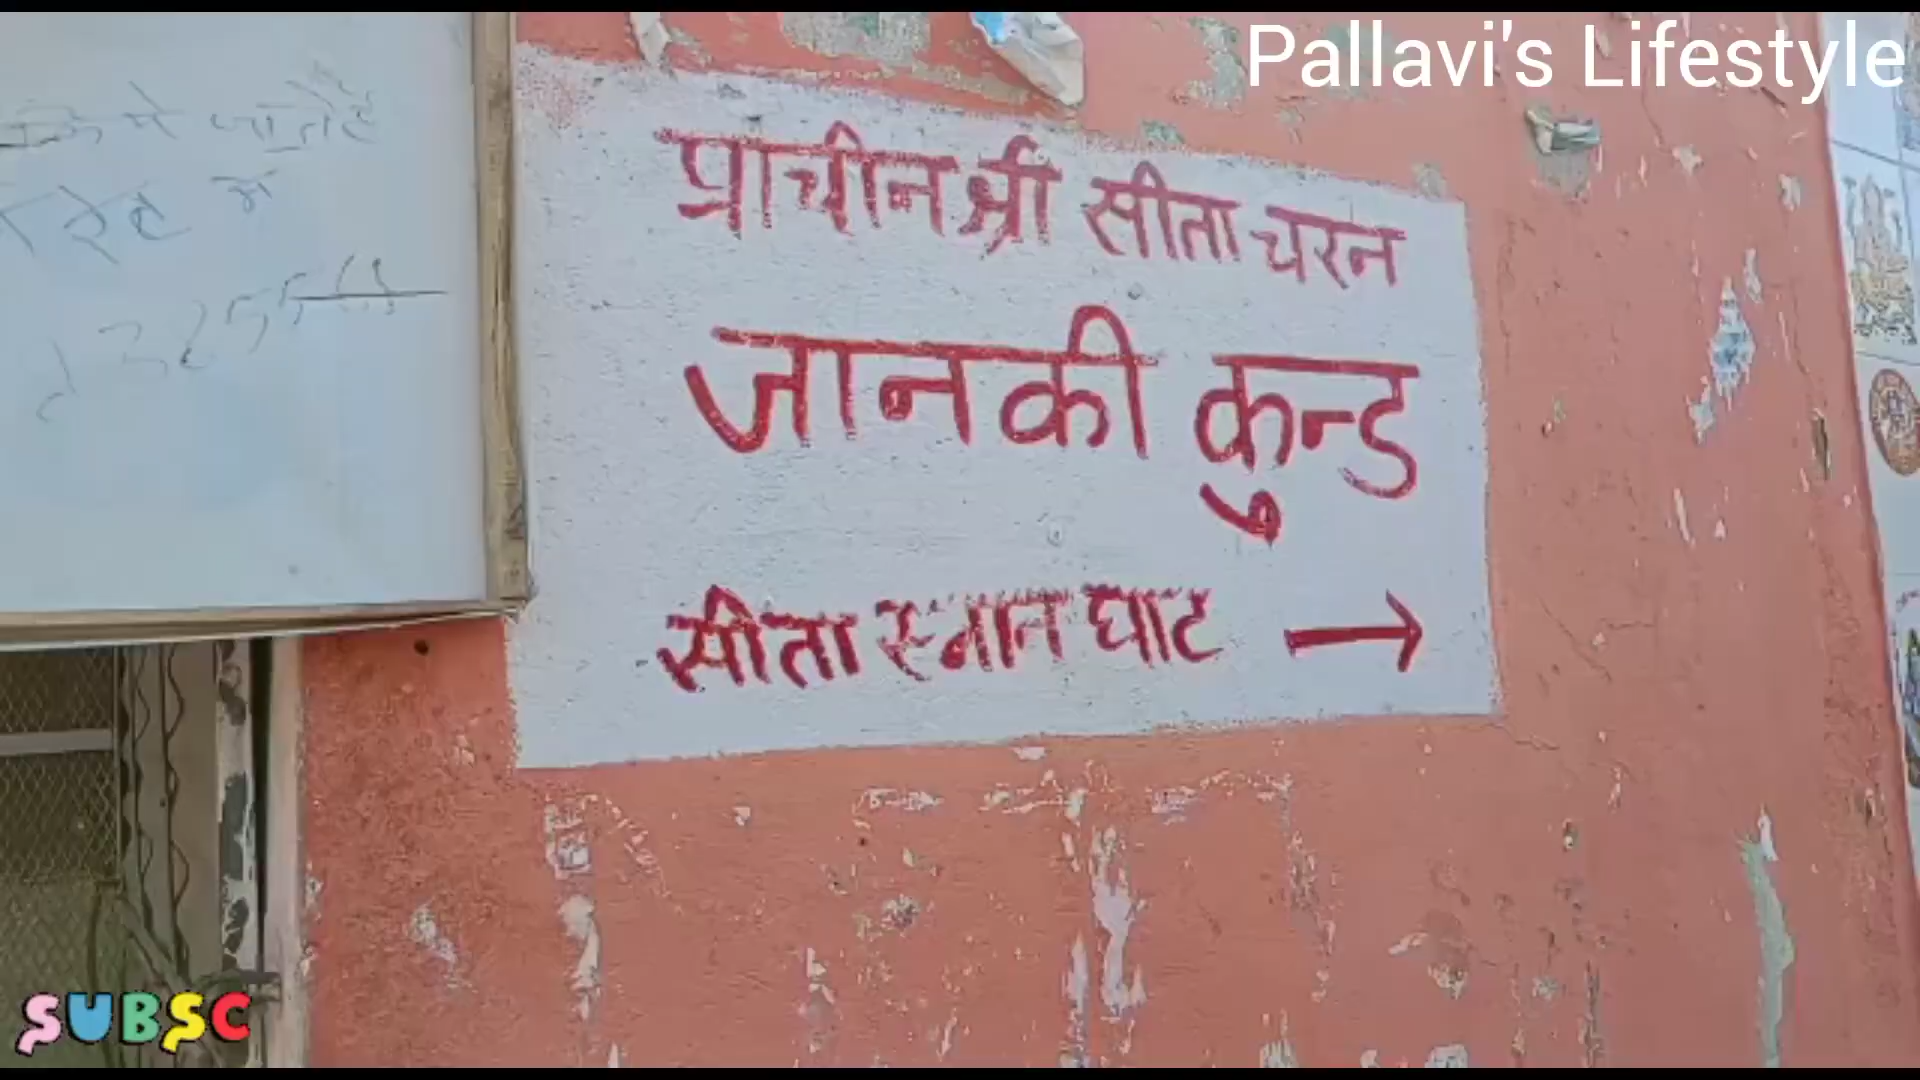 Pallavi's Lifestyle
प्राचीन श्री सीता चरन
जानकी कुन्ड
सीता स्नान घाट →
SUBSC